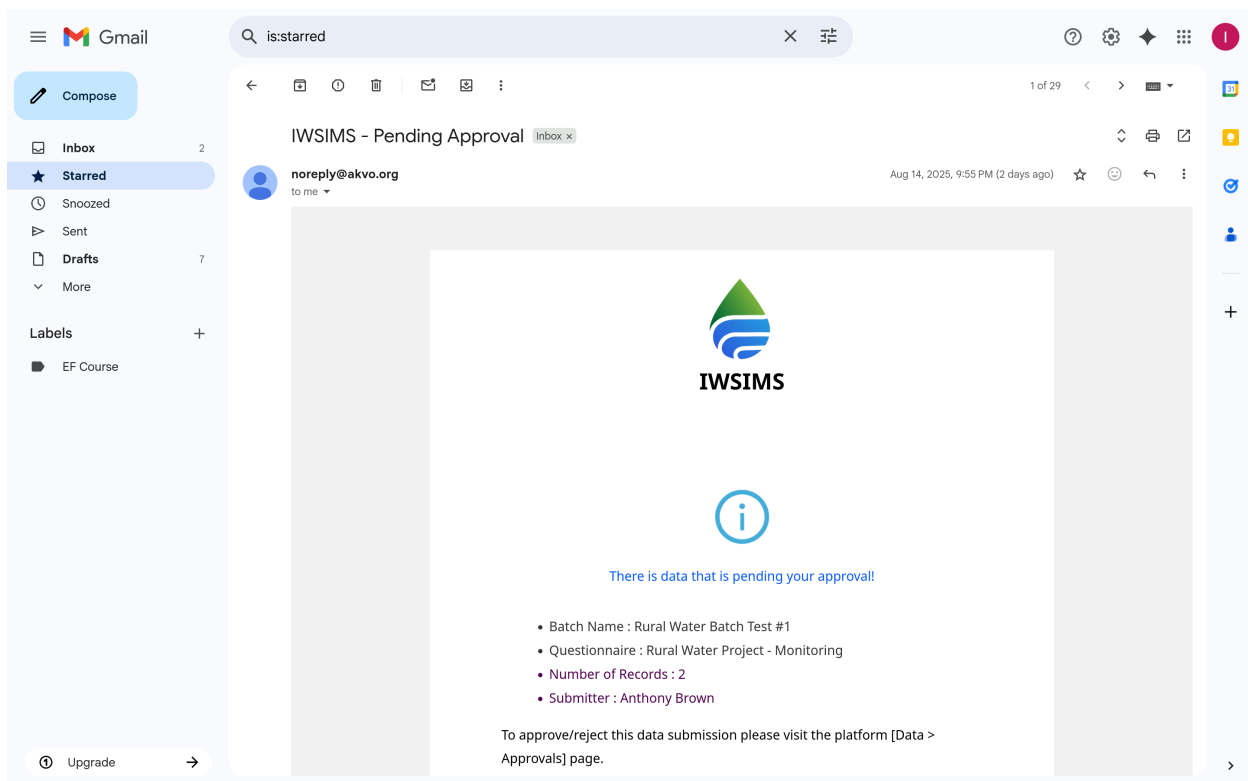 Gmail
is:starred
I
Compose
1 of 29
31
IWSIMS - Pending Approval Inbox ×
Inbox 2
noreply@akvo.org
Aug 14, 2025, 9:55 PM (2 days ago)
Starred
to me
Snoozed
Sent
Drafts 7
More
Labels
EF Course
IWSIMS
There is data that is pending your approval!
• Batch Name : Rural Water Batch Test #1
• Questionnaire : Rural Water Project - Monitoring
• Number of Records : 2
• Submitter : Anthony Brown
To approve/reject this data submission please visit the platform [Data >
Approvals] page.
Upgrade